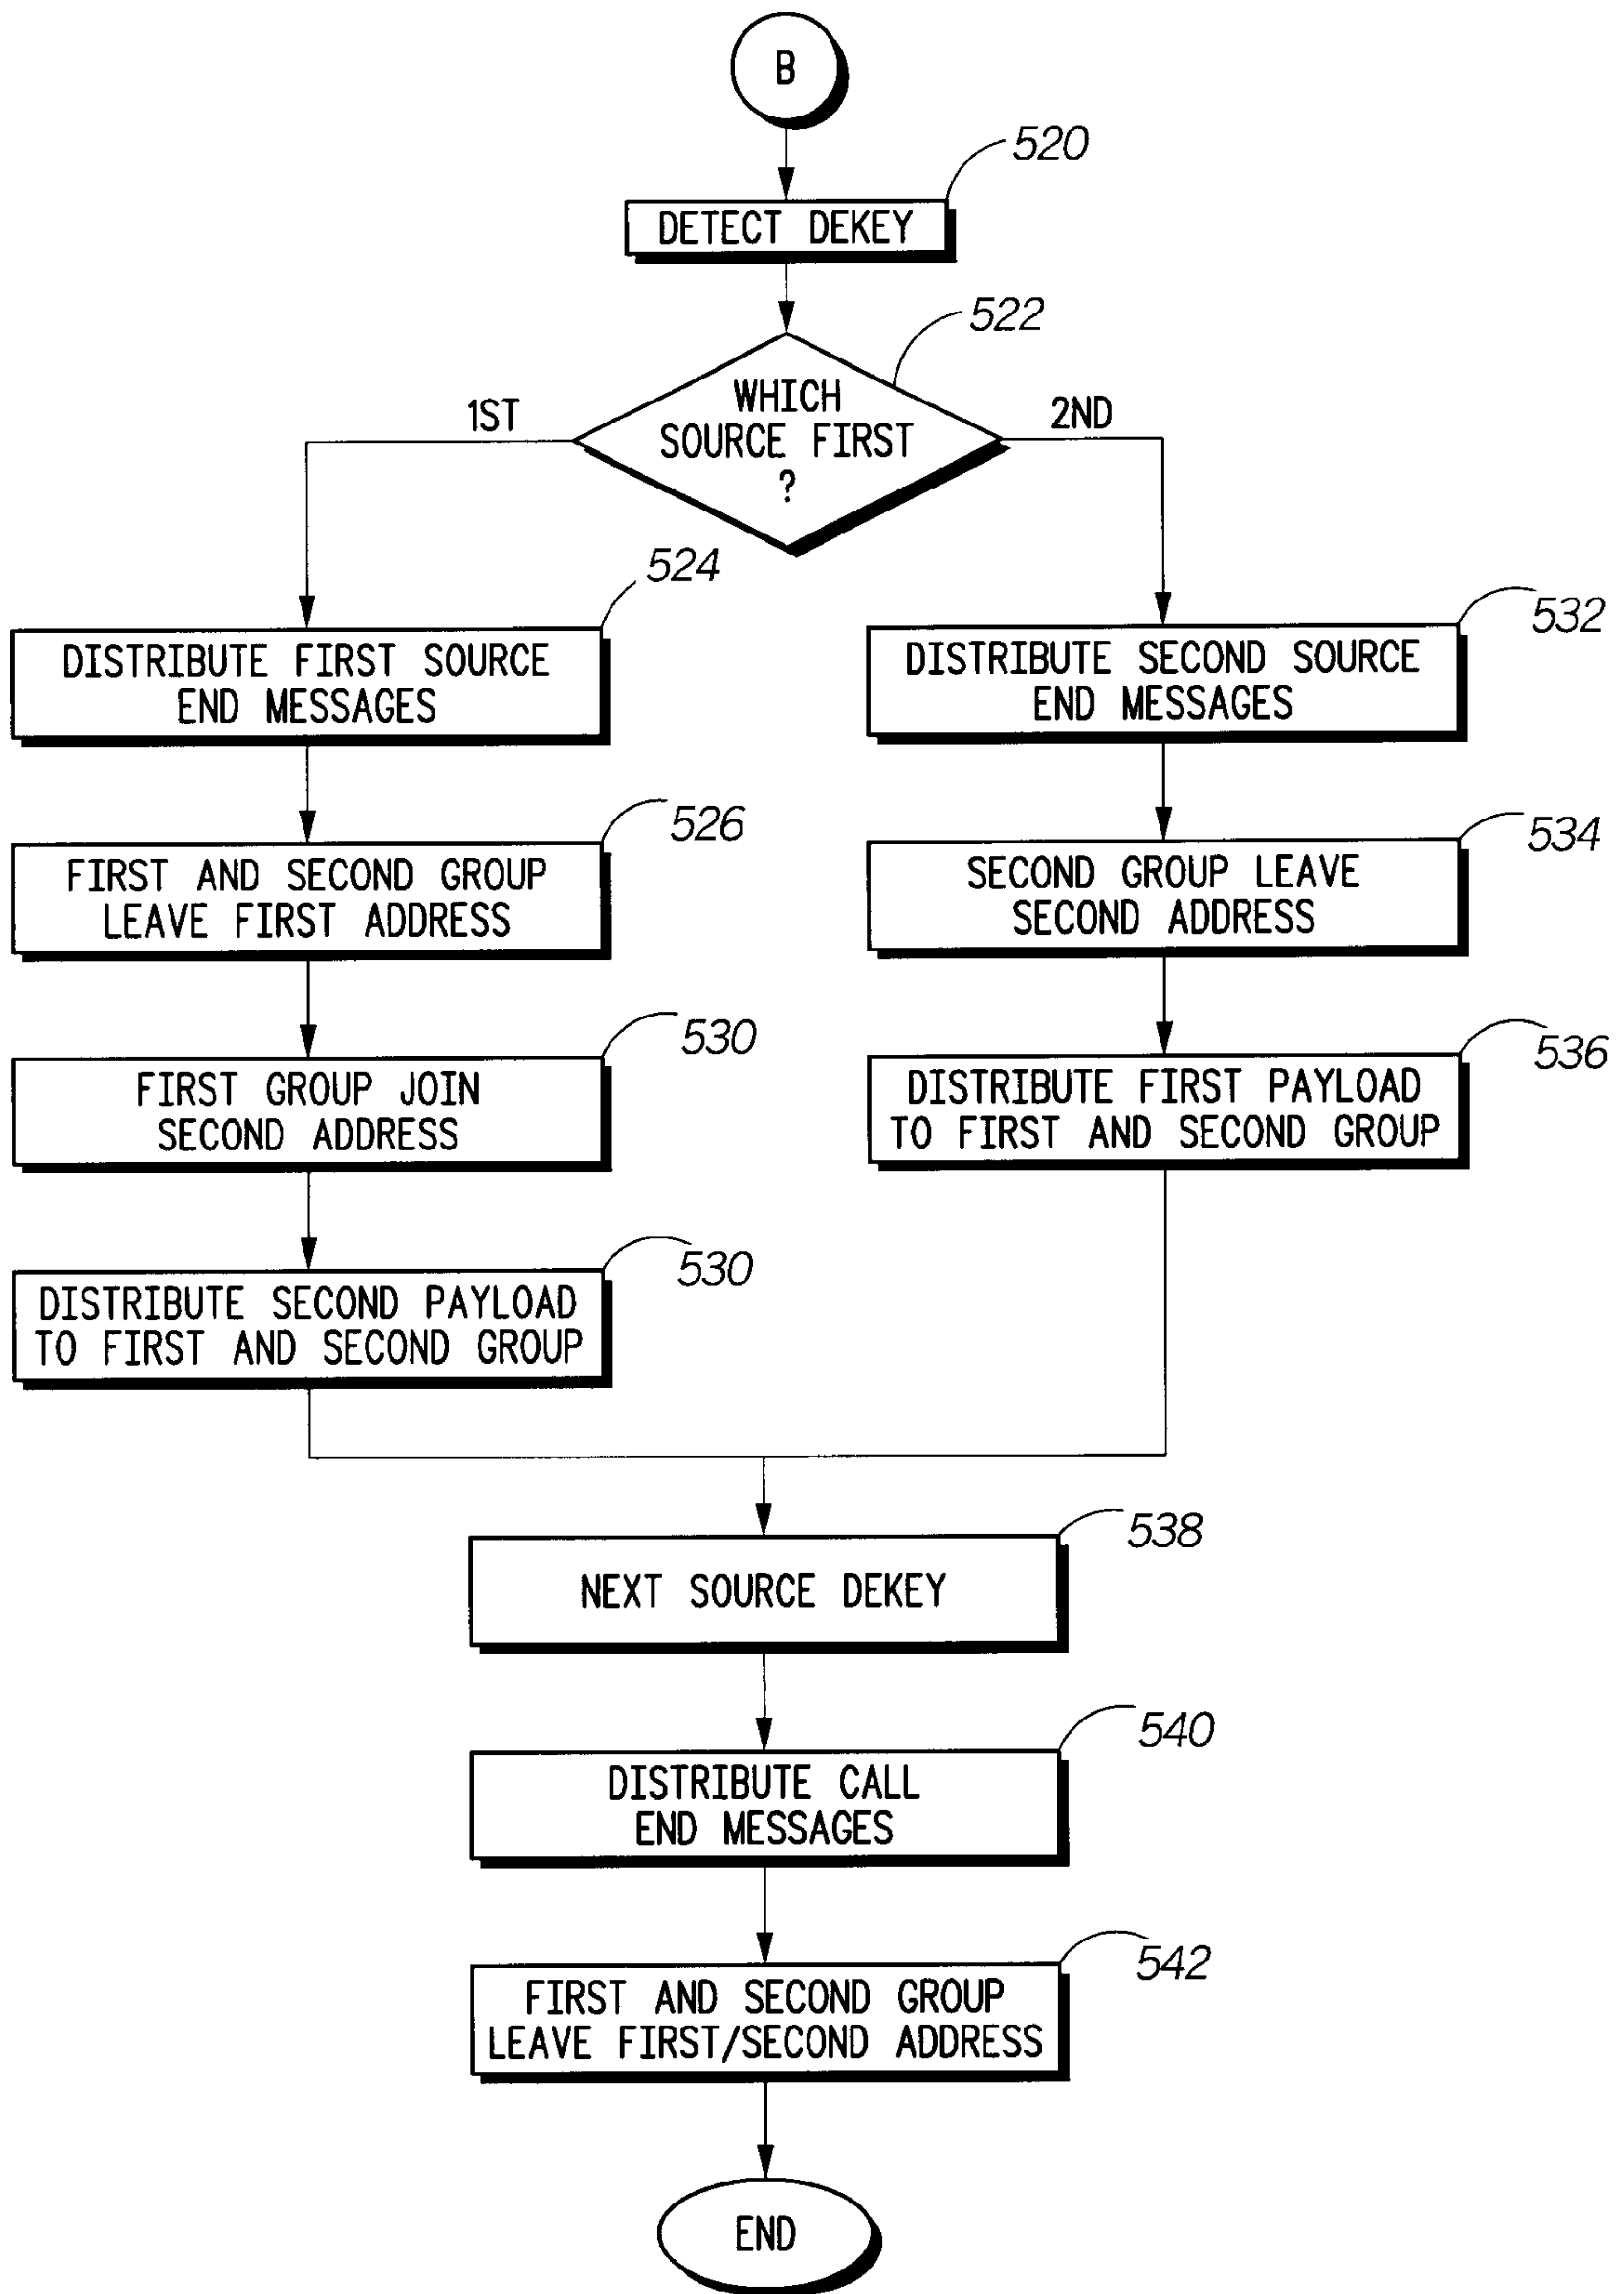 B
520
DETECT DEKEY
522
WHICH
SOURCE FIRST
?
1ST
2ND
524
DISTRIBUTE FIRST SOURCE
END MESSAGES
532
DISTRIBUTE SECOND SOURCE
END MESSAGES
526
FIRST AND SECOND GROUP
LEAVE FIRST ADDRESS
534
SECOND GROUP LEAVE
SECOND ADDRESS
530
FIRST GROUP JOIN
SECOND ADDRESS
536
DISTRIBUTE FIRST PAYLOAD
TO FIRST AND SECOND GROUP
530
DISTRIBUTE SECOND PAYLOAD
TO FIRST AND SECOND GROUP
538
NEXT SOURCE DEKEY
540
DISTRIBUTE CALL
END MESSAGES
542
FIRST AND SECOND GROUP
LEAVE FIRST/SECOND ADDRESS
END